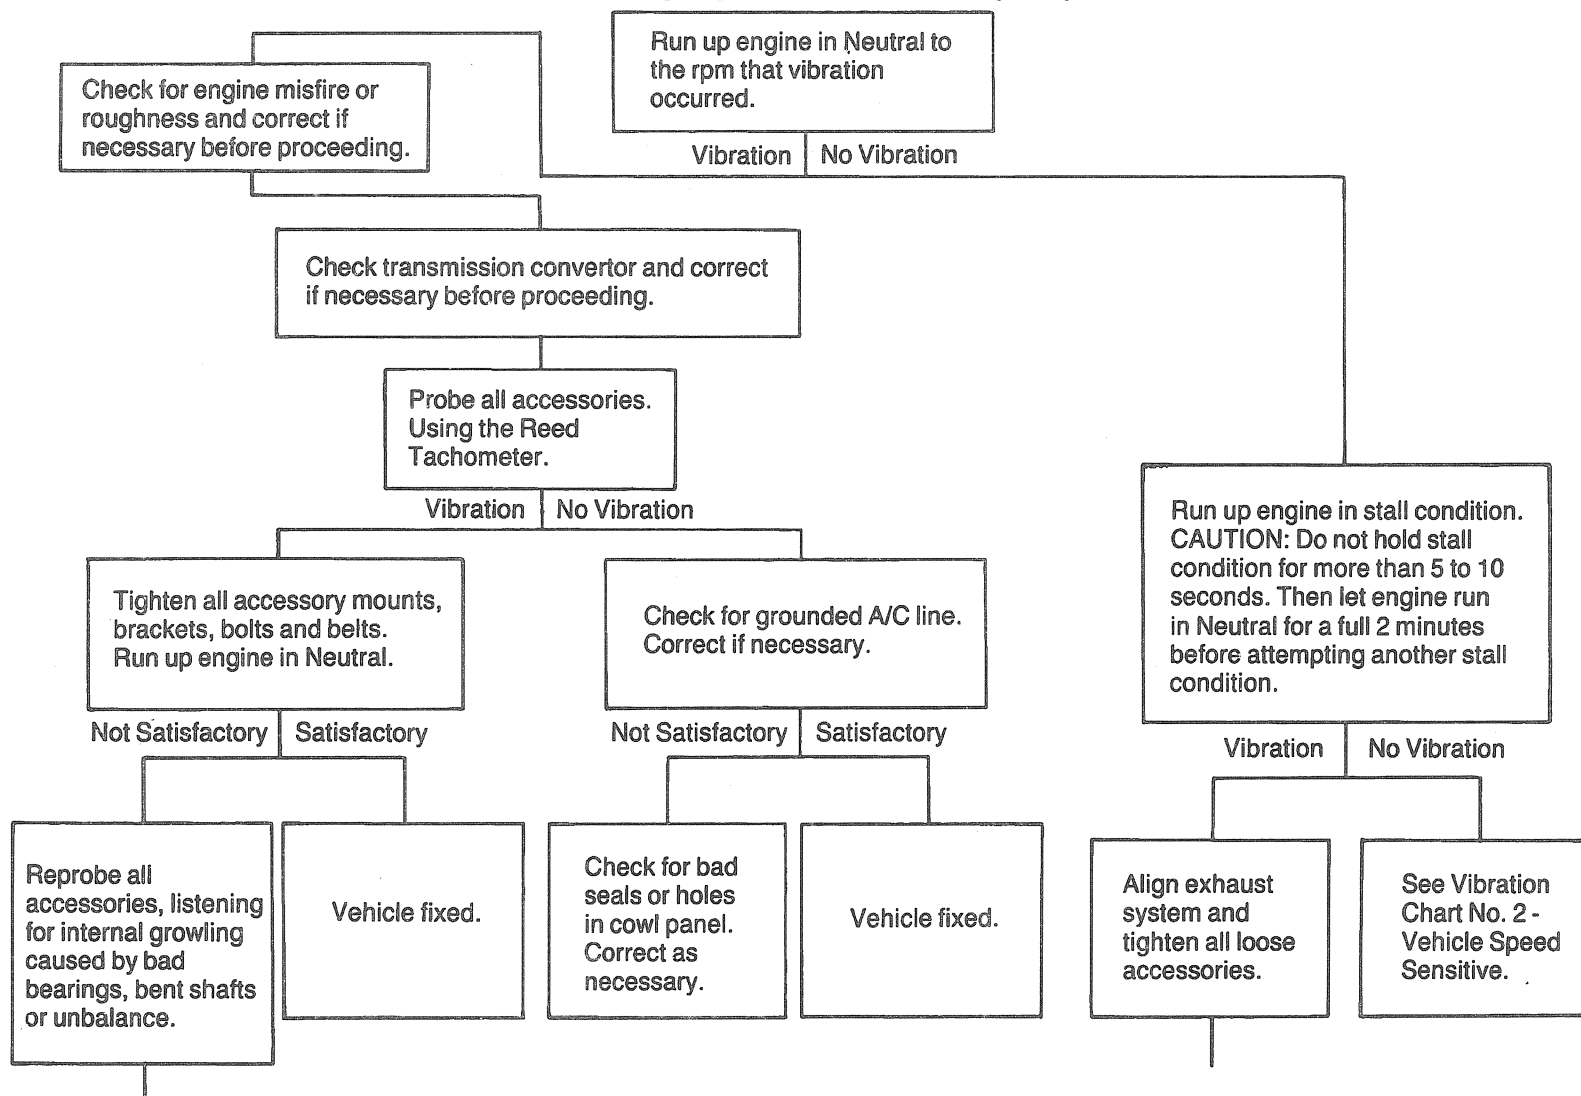 Run up engine in Neutral to
the rpm that vibration
occurred.
Vibration
No Vibration
Check for engine misfire or
roughness and correct if
necessary before proceeding.
Check transmission convertor and correct
if necessary before proceeding.
Probe all accessories.
Using the Reed
Tachometer.
Vibration
No Vibration
Tighten all accessory mounts,
brackets, bolts and belts.
Run up engine in Neutral.
Check for grounded A/C line.
Correct if necessary.
Run up engine in stall condition.
CAUTION: Do not hold stall
condition for more than 5 to 10
seconds. Then let engine run
in Neutral for a full 2 minutes
before attempting another stall
condition.
Not Satisfactory
Satisfactory
Not Satisfactory
Satisfactory
Vibration
No Vibration
Reprobe all
accessories, listening
for internal growling
caused by bad
bearings, bent shafts
or unbalance.
Vehicle fixed.
Check for bad
seals or holes
in cowl panel.
Correct as
necessary.
Vehicle fixed.
Align exhaust
system and
tighten all loose
accessories.
See Vibration
Chart No. 2 -
Vehicle Speed
Sensitive.